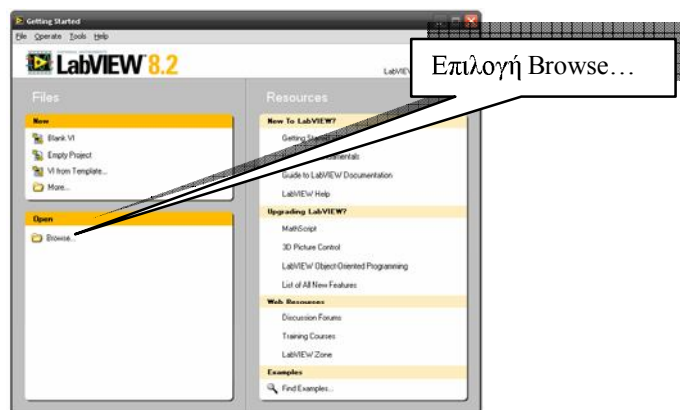 Getting Started
File Operate Tools Help
LabVIEW 8.2
Επιλογή Browse…
Files
New
Blank VI
Empty Project
VI from Template...
More...
Open
Browse...
Resources
New To LabVIEW?
Getting Started
Guide to LabVIEW Documentation
LabVIEW Help
Upgrading LabVIEW?
MathScript
3D Picture Control
LabVIEW Object-Oriented Programming
List of All New Features
Web Resources
Discussion Forums
Training Courses
LabVIEW Zone
Examples
Find Examples...